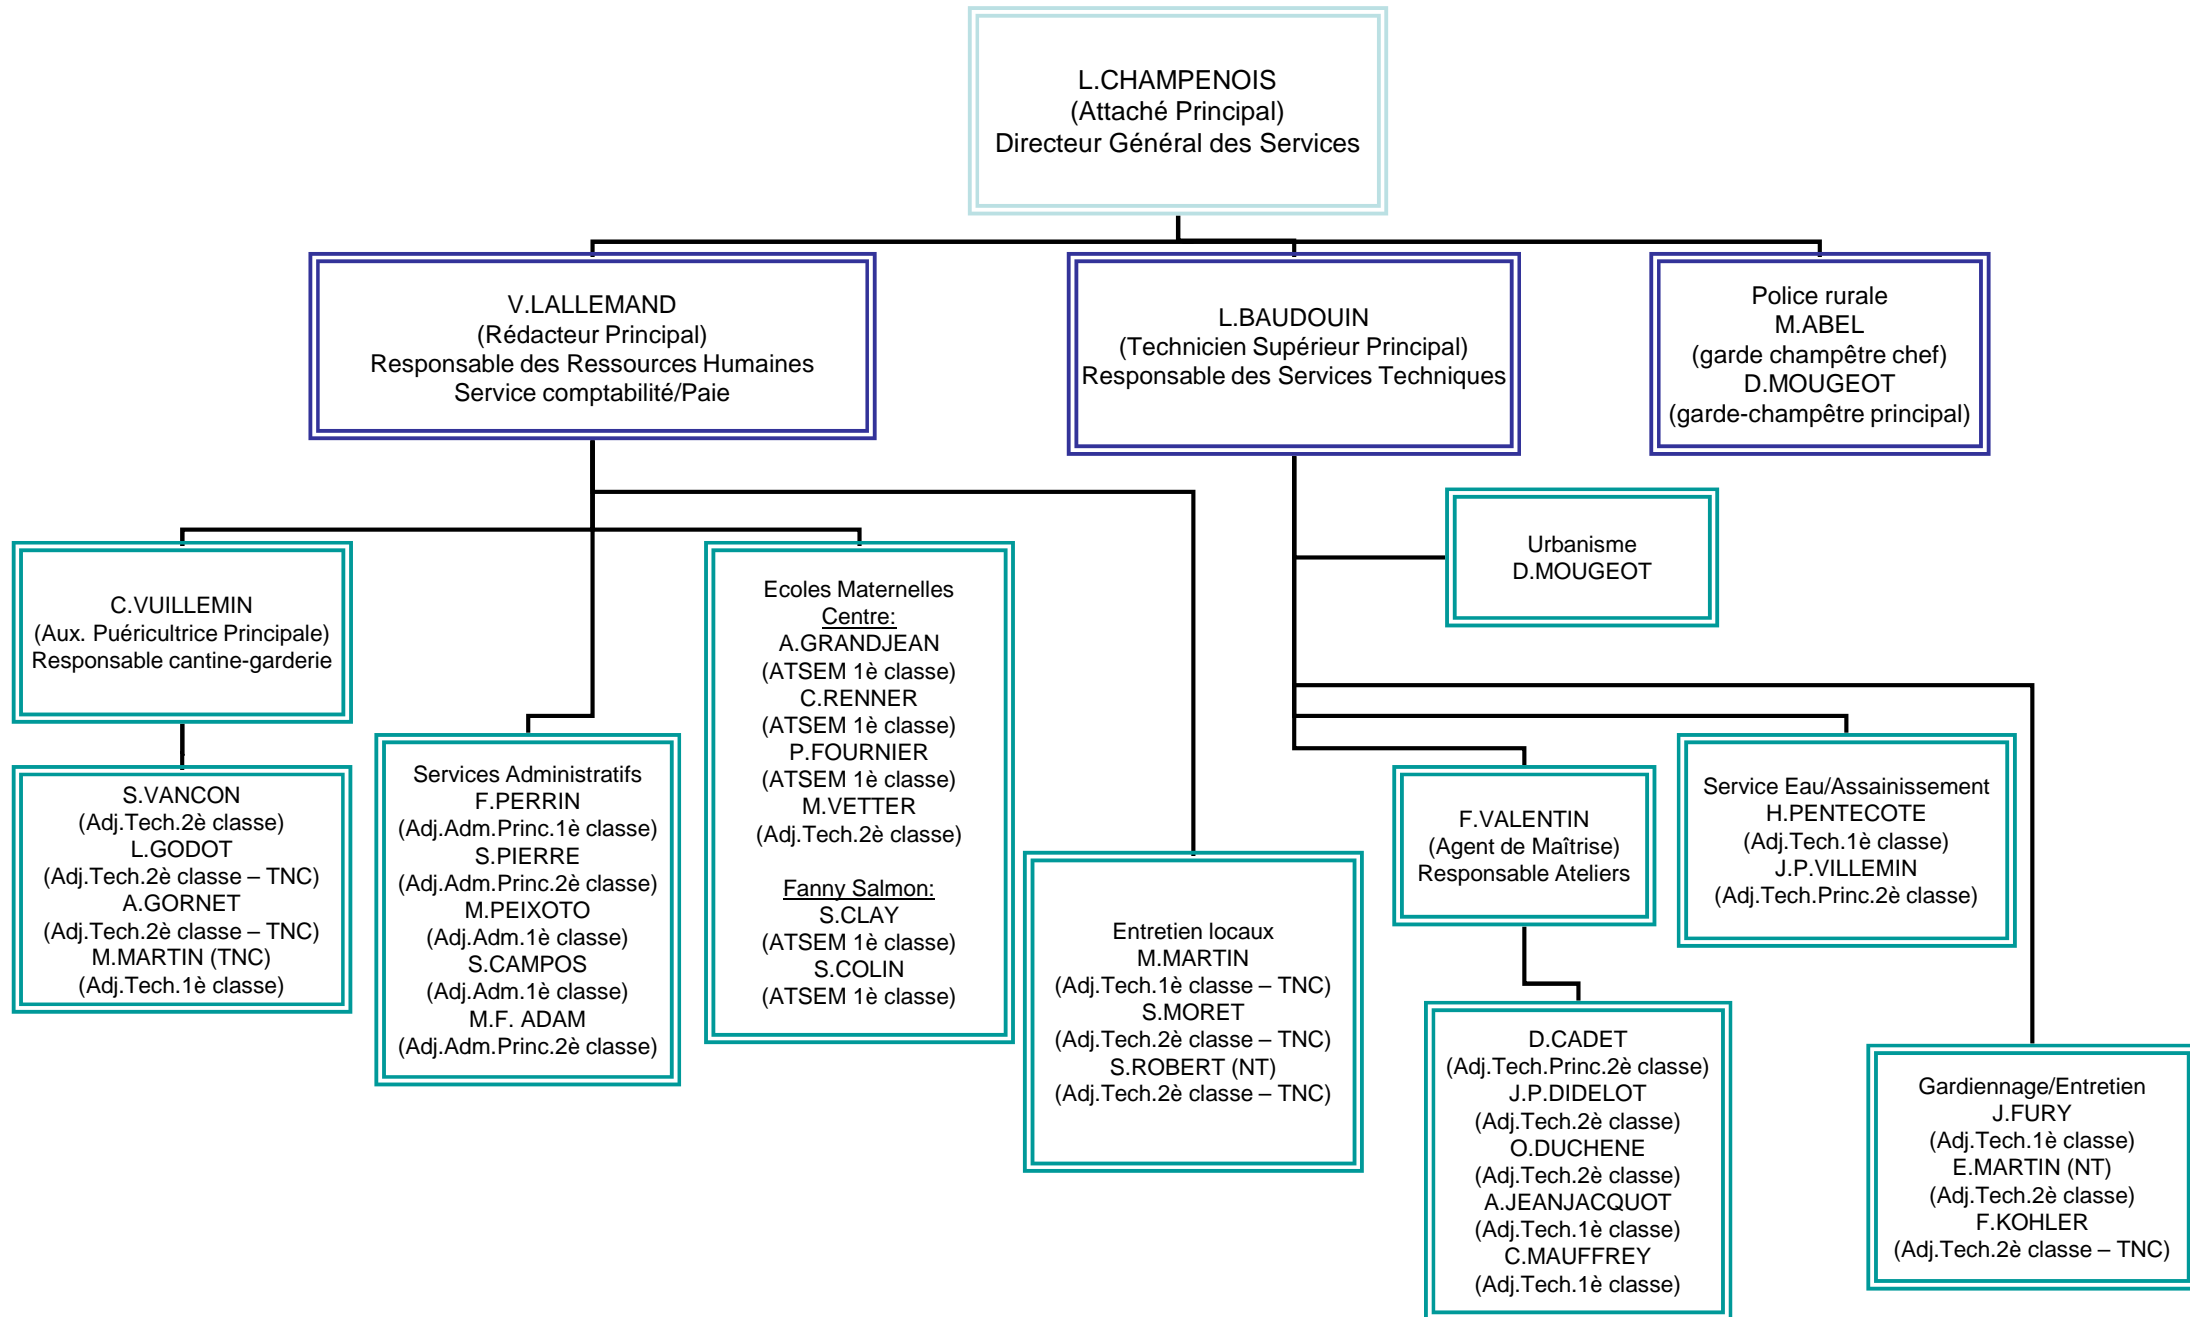 L.CHAMPENOIS
(Attaché Principal)
Directeur Général des Services
V.LALLEMAND
(Rédacteur Principal)
Responsable des Ressources Humaines
Service comptabilité/Paie
L.BAUDOUIN
(Technicien Supérieur Principal)
Responsable des Services Techniques
Police rurale
M.ABEL
(garde champêtre chef)
D.MOUGEOT
(garde-champêtre principal)
Urbanisme
D.MOUGEOT
C.VUILLEMIN
(Aux. Puéricultrice Principale)
Responsable cantine-garderie
Ecoles Maternelles
Centre:
A.GRANDJEAN
(ATSEM 1è classe)
C.RENNER
(ATSEM 1è classe)
P.FOURNIER
(ATSEM 1è classe)
M.VETTER
(Adj.Tech.2è classe)
Fanny Salmon:
S.CLAY
(ATSEM 1è classe)
S.COLIN
(ATSEM 1è classe)
S.VANCON
(Adj.Tech.2è classe)
L.GODOT
(Adj.Tech.2è classe – TNC)
A.GORNET
(Adj.Tech.2è classe – TNC)
M.MARTIN (TNC)
(Adj.Tech.1è classe)
Services Administratifs
F.PERRIN
(Adj.Adm.Princ.1è classe)
S.PIERRE
(Adj.Adm.Princ.2è classe)
M.PEIXOTO
(Adj.Adm.1è classe)
S.CAMPOS
(Adj.Adm.1è classe)
M.F. ADAM
(Adj.Adm.Princ.2è classe)
Entretien locaux
M.MARTIN
(Adj.Tech.1è classe – TNC)
S.MORET
(Adj.Tech.2è classe – TNC)
S.ROBERT (NT)
(Adj.Tech.2è classe – TNC)
F.VALENTIN
(Agent de Maîtrise)
Responsable Ateliers
Service Eau/Assainissement
H.PENTECOTE
(Adj.Tech.1è classe)
J.P.VILLEMIN
(Adj.Tech.Princ.2è classe)
D.CADET
(Adj.Tech.Princ.2è classe)
J.P.DIDELOT
(Adj.Tech.2è classe)
O.DUCHENE
(Adj.Tech.2è classe)
A.JEANJACQUOT
(Adj.Tech.1è classe)
C.MAUFFREY
(Adj.Tech.1è classe)
Gardiennage/Entretien
J.FURY
(Adj.Tech.1è classe)
E.MARTIN (NT)
(Adj.Tech.2è classe)
F.KOHLER
(Adj.Tech.2è classe – TNC)